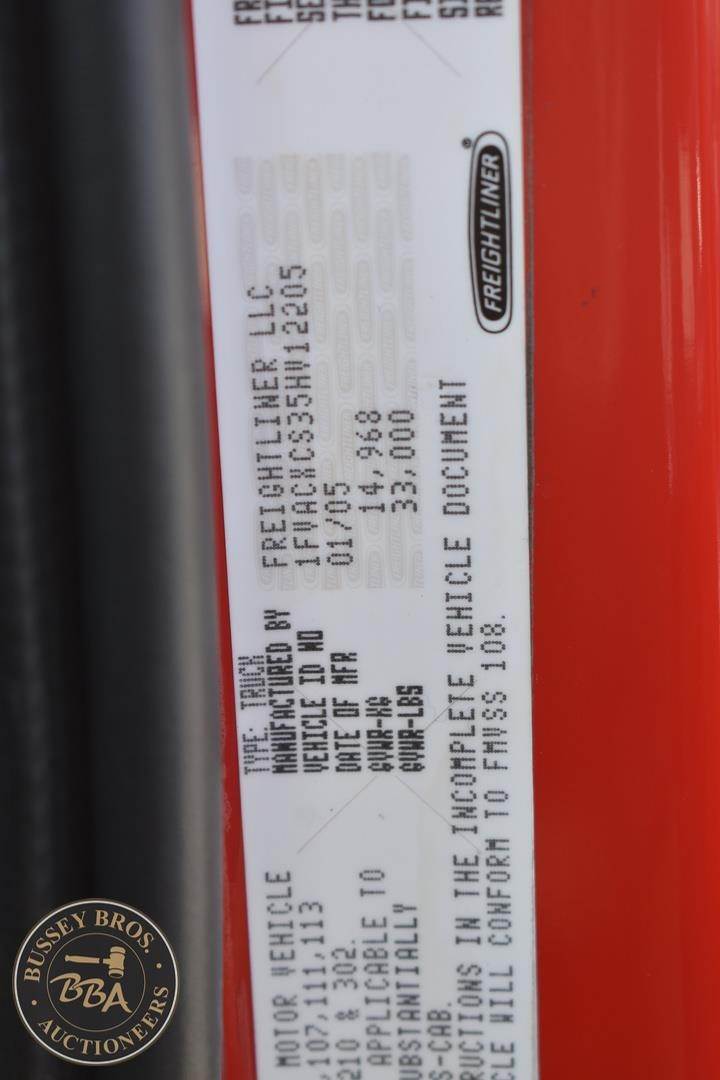 MOTOR VEHICLE
,107,111,113
210 & 302.
APPLICABLE TO
UBSTANTIALLY
S-CAB.
RUCTIONS IN THE INCOMPLETE VEHICLE DOCUMENT
CLE WILL CONFORM TO FMVSS 108.
TYPE: TRUCK
MANUFACTURED BY FREIGHTLINER LLC
VEHICLE ID NO 1FVACXCS35HV12205
DATE OF MFR 01/05
GVWR-KG 14,968
GVWR-LBS 33,000
FREIGHTLINER®
BUSSEY BROS.
BBA
AUCTIONEERS